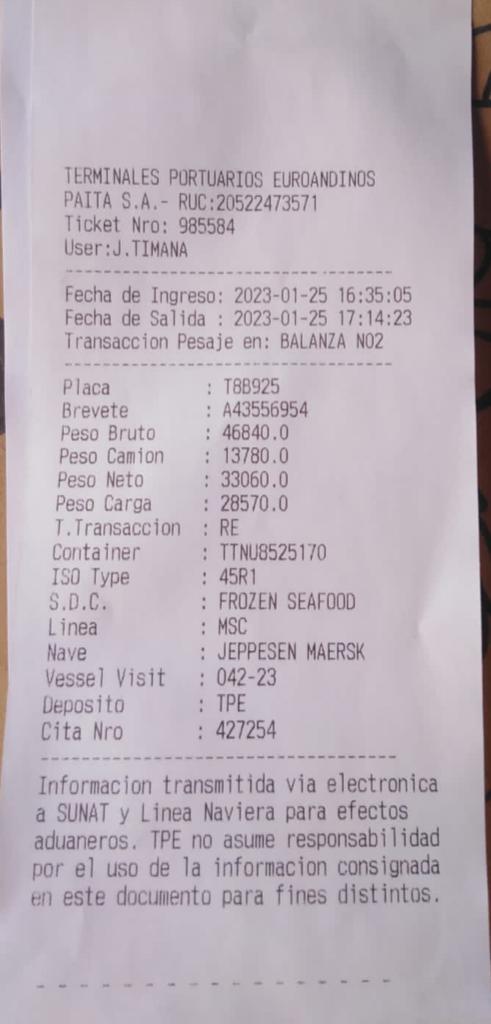 TERMINALES PORTUARIOS EUROANDINOS
PAITA S.A.- RUC:20522473571
Ticket Nro: 985584
User:J.TIMANA
Fecha de Ingreso: 2023-01-25 16:35:05
Fecha de Salida : 2023-01-25 17:14:23
Transaccion Pesaje en: BALANZA NO2
Placa : T8B925
Brevete : A43556954
Peso Bruto : 46840.0
Peso Camion : 13780.0
Peso Neto : 33060.0
Peso Carga : 28570.0
T.Transaccion : RE
Container : TTNU8525170
ISO Type : 45R1
S.D.C. : FROZEN SEAFOOD
Linea : MSC
Nave : JEPPESEN MAERSK
Vessel Visit : 042-23
Deposito : TPE
Cita Nro : 427254
Informacion transmitida via electronica
a SUNAT y Linea Naviera para efectos
aduaneros. TPE no asume responsabilidad
por el uso de la informacion consignada
en este documento para fines distintos.